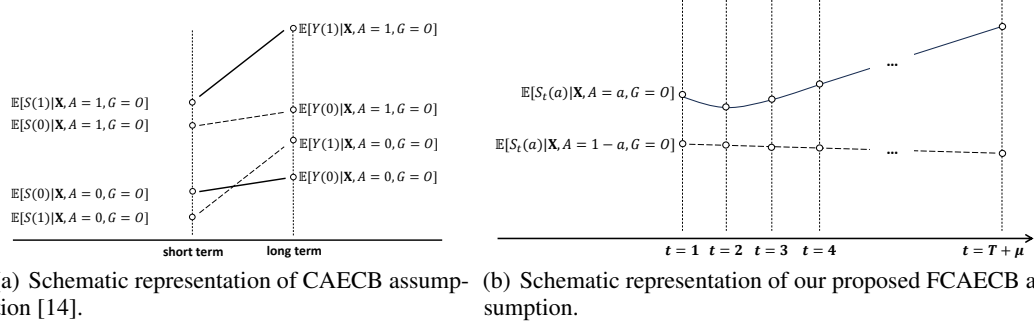 𝔼[Y(1)|X, A = 1, G = O]
𝔼[S(1)|X, A = 1, G = O]
𝔼[S(0)|X, A = 1, G = O]
𝔼[Y(0)|X, A = 1, G = O]
𝔼[Y(1)|X, A = 0, G = O]
𝔼[Y(0)|X, A = 0, G = O]
𝔼[S(0)|X, A = 0, G = O]
𝔼[S(1)|X, A = 0, G = O]
short term
long term
a) Schematic representation of CAECB assump-
ion [14].
𝔼[Sₜ(a)|X, A = a, G = O]
𝔼[Sₜ(a)|X, A = 1 − a, G = O]
...
...
t = 1
t = 2
t = 3
t = 4
t = T + μ
(b) Schematic representation of our proposed FCAECB a
sumption.